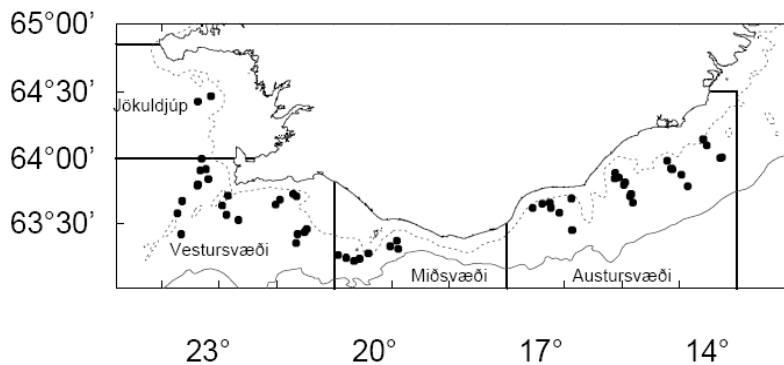 65°00'
64°30'
Jökuldjúp
64°00'
63°30'
Vestursvæði
Miðsvæði
Austursvæði
23° 20° 17° 14°